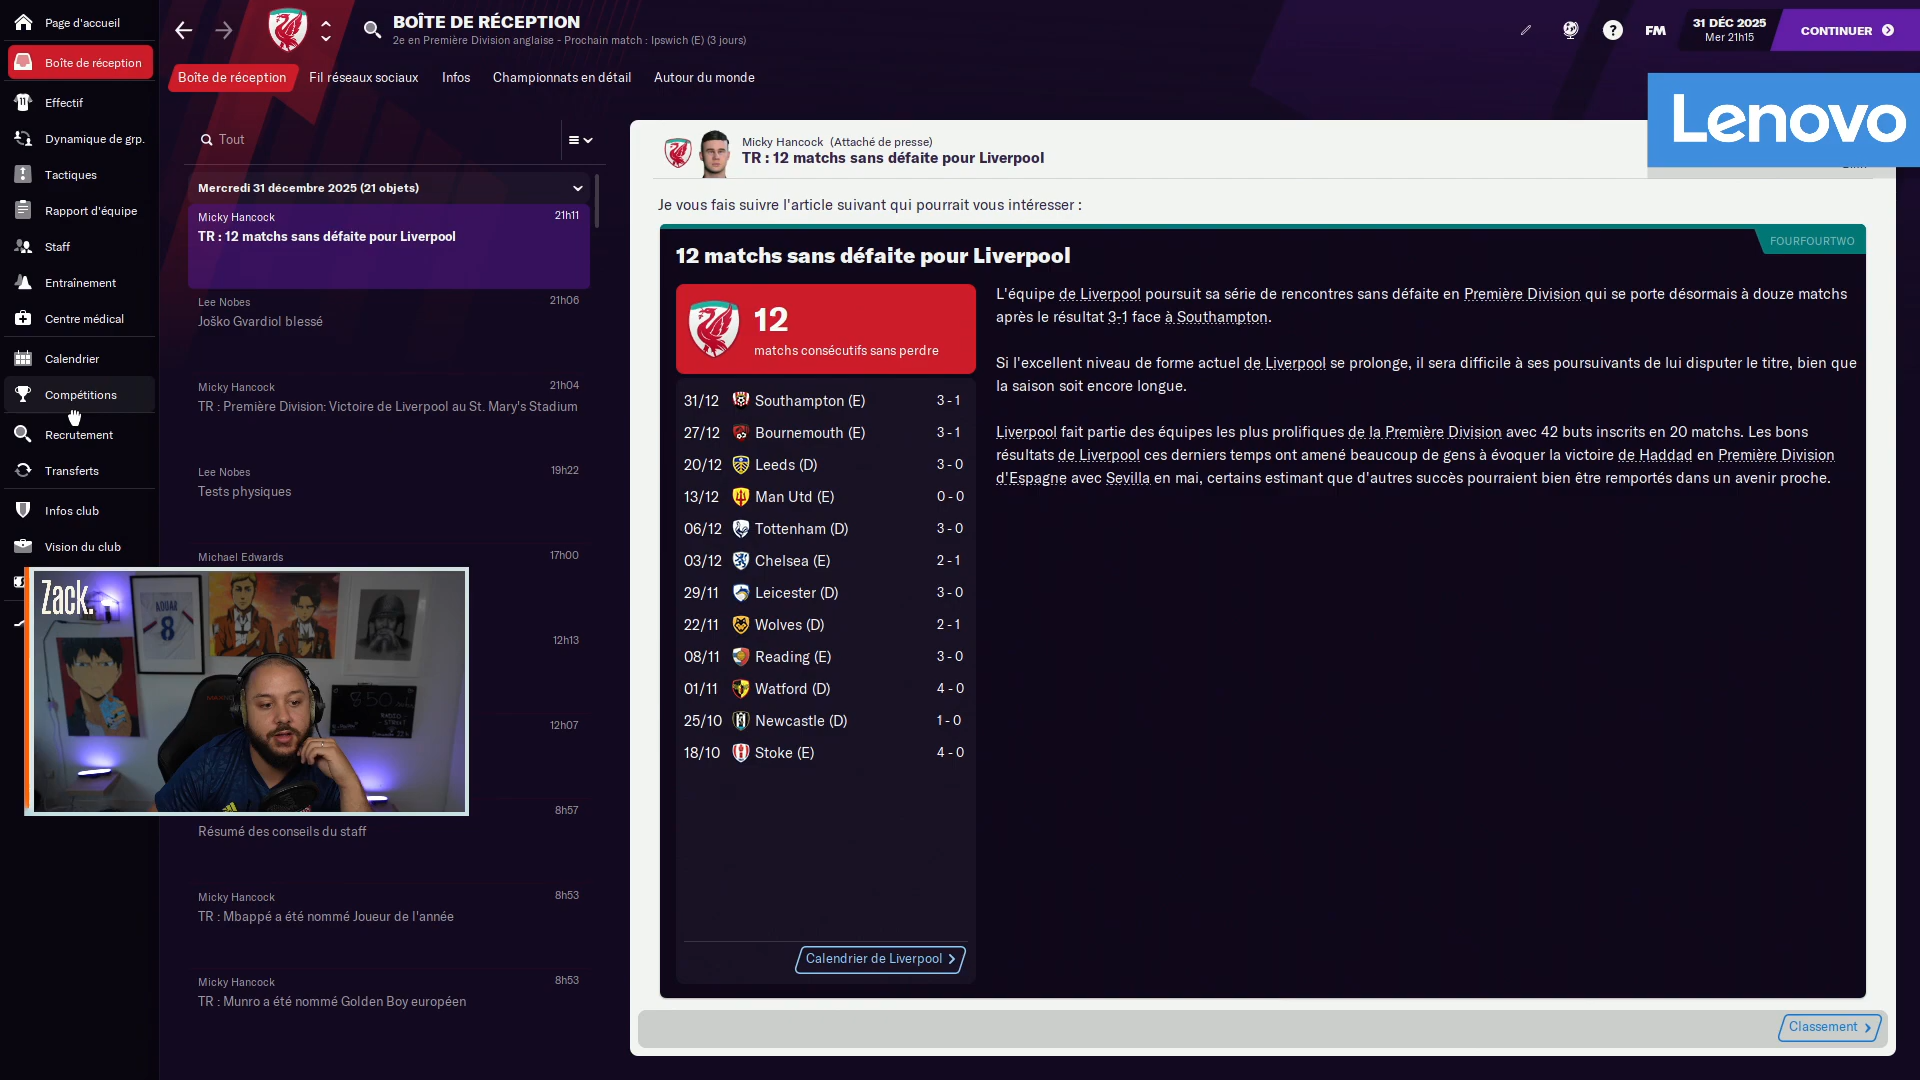 Page d'accueil
Boîte de réception
Effectif
Dynamique de grp.
Tactiques
Rapport d'équipe
Staff
Entraînement
Centre médical
Calendrier
Compétitions
Recrutement
Transferts
Infos club
Vision du club
BOÎTE DE RÉCEPTION
2e en Première Division anglaise - Prochain match : Ipswich (E) (3 jours)
FM
31 DÉC 2025
Mer 21h15
CONTINUER
Boîte de réception
Fil réseaux sociaux
Infos
Championnats en détail
Autour du monde
Lenovo
Tout
Mercredi 31 décembre 2025 (21 objets)
Micky Hancock 21h11
TR : 12 matchs sans défaite pour Liverpool
Lee Nobes 21h06
Joško Gvardiol blessé
Micky Hancock 21h04
TR : Première Division: Victoire de Liverpool au St. Mary's Stadium
Lee Nobes 19h22
Tests physiques
Michael Edwards 17h00
12h13
12h07
8h57
Résumé des conseils du staff
Micky Hancock 8h53
TR : Mbappé a été nommé Joueur de l'année
Micky Hancock 8h53
TR : Munro a été nommé Golden Boy européen
Zack.
AOUAR
8
850
Micky Hancock (Attaché de presse)
TR : 12 matchs sans défaite pour Liverpool
Je vous fais suivre l'article suivant qui pourrait vous intéresser :
FOURFOURTWO
12 matchs sans défaite pour Liverpool
12
matchs consécutifs sans perdre
31/12 Southampton (E) 3 - 1
27/12 Bournemouth (E) 3 - 1
20/12 Leeds (D) 3 - 0
13/12 Man Utd (E) 0 - 0
06/12 Tottenham (D) 3 - 0
03/12 Chelsea (E) 2 - 1
29/11 Leicester (D) 3 - 0
22/11 Wolves (D) 2 - 1
08/11 Reading (E) 3 - 0
01/11 Watford (D) 4 - 0
25/10 Newcastle (D) 1 - 0
18/10 Stoke (E) 4 - 0
Calendrier de Liverpool
L'équipe de Liverpool poursuit sa série de rencontres sans défaite en Première Division qui se porte désormais à douze matchs
après le résultat 3-1 face à Southampton.
Si l'excellent niveau de forme actuel de Liverpool se prolonge, il sera difficile à ses poursuivants de lui disputer le titre, bien que
la saison soit encore longue.
Liverpool fait partie des équipes les plus prolifiques de la Première Division avec 42 buts inscrits en 20 matchs. Les bons
résultats de Liverpool ces derniers temps ont amené beaucoup de gens à évoquer la victoire de Haddad en Première Division
d'Espagne avec Sevilla en mai, certains estimant que d'autres succès pourraient bien être remportés dans un avenir proche.
Classement